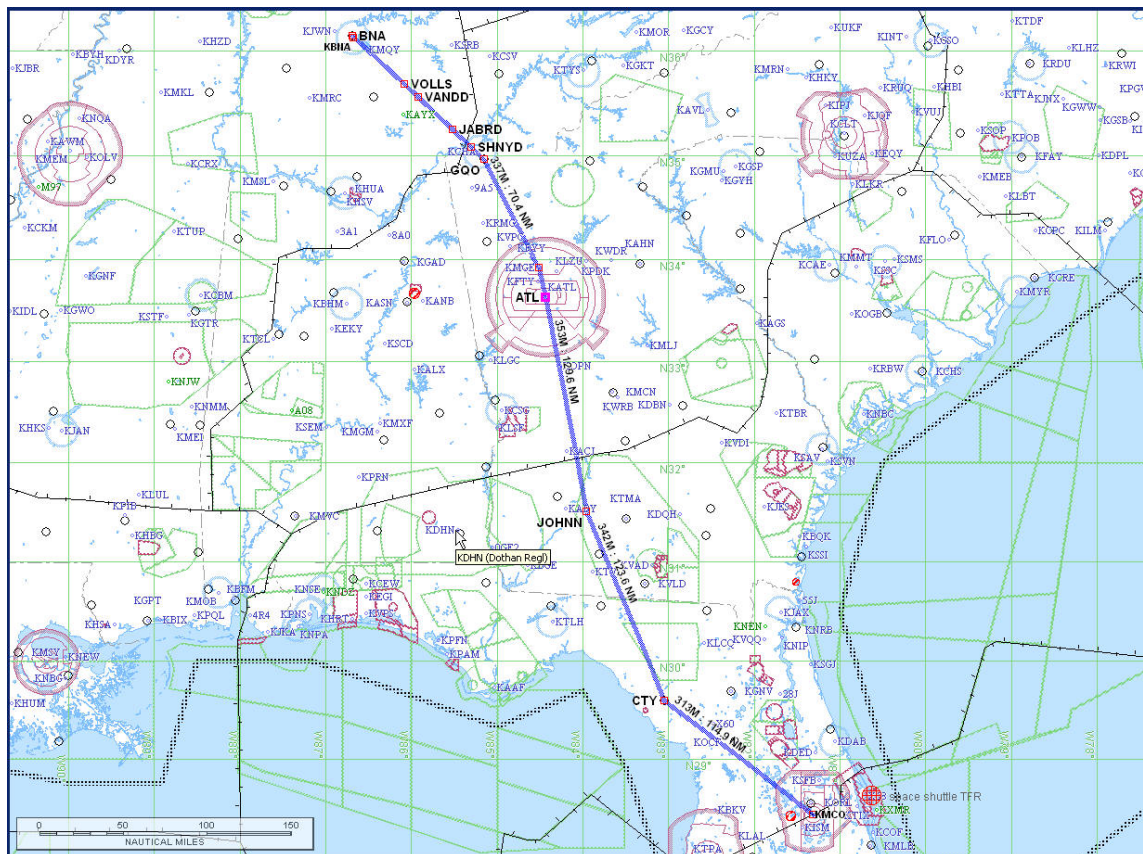 KJWN
BNA
KBNA
KMQY
KSRB
KCSV
KMOR
KGCY
KUKF
KINT
KTDF
KLHZ
KHZD
KBYH
KDYR
KJBR
KTYS
KGKT
KMRN
KHKY
KGSO
KRDU
KRWI
N36°
VOLLS
VANDD
KMRC
KAYX
KMKL
KAVL
KIPJ
KRUQ
KHBI
KVUJ
KTTA
KJNX
KGWW
KGSB
KNQA
KAWM
KMEM
KOLV
JABRD
SHNYD
GQO
KCLT
KJQF
KUZA
KEQY
KSOP
KPOB
KFAY
KDPL
N35°
KCRX
KMSL
KHUA
KHSV
M97
9A5
KGMU
KGSP
KGYH
KLKR
KMEB
KLBT
337M : 70.4 NM
KCKM
KTUP
3A1
8A0
KRMG
KVPC
KAHN
KWDR
KFLO
KCPC
KILM
KGNF
KGAD
KMGE
KFTY
KLZU
KPDK
KATL
ATL
N34°
KCAE
KMMT
KSMS
KSSC
KCRE
KMYR
KIDL
KGWO
KCBM
KGTR
KSTF
KBHM
KASN
KANB
KEKY
KOGB
KAGS
KTCL
KSCD
KALX
KLGC
KMLJ
353M : 129.6 NM
N33°
KRBW
KCHS
KNJW
KNMM
A08
KMCN
KWRB
KDBN
KCSG
KLSF
KTBR
KNBC
KHKS
KJAN
KMEI
KSEM
KMGM
KMXF
KVDI
KSAV
KSVN
KACJ
N32°
KPRN
KLUL
KPIB
KMVC
KHBG
KTMA
KABY
KDQH
KJES
JOHNN
KDHN
KDHN (Dothan Regl)
KBQK
KSSI
342M : 123.6 NM
KVAD
KVLD
N31°
KGPT
KMOB
KBFM
KPQL
KBIX
KHSA
4R4
KJKA
KNSE
KPNS
KNPA
KHRT
KCEW
KEGI
KTLH
KNEN
KVQQ
KLCQ
KJAX
KNRB
KNIP
KSGJ
KMSY
KNEW
KNBG
KHUM
KPFN
KPAM
KAAF
N30°
CTY
KGNV
28J
313M : 114.9 NM
X60
KOCF
KDED
KDAB
N29°
KSFB
KORL
KMCO
KISM
space shuttle TFR
KXMR
KCOF
KMLB
KBKV
KLAL
KTPA
0 50 100 150
NAUTICAL MILES